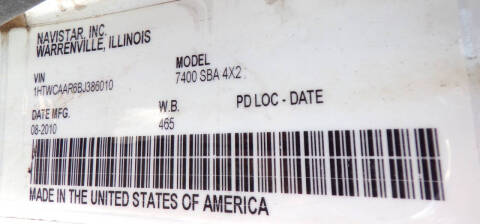 NAVISTAR, INC.
WARRENVILLE, ILLINOIS
VIN
1HTWCAAR6BJ386010
MODEL
7400 SBA 4X2
DATE MFG.
08-2010
W.B.
465
PD LOC - DATE
MADE IN THE UNITED STATES OF AMERICA